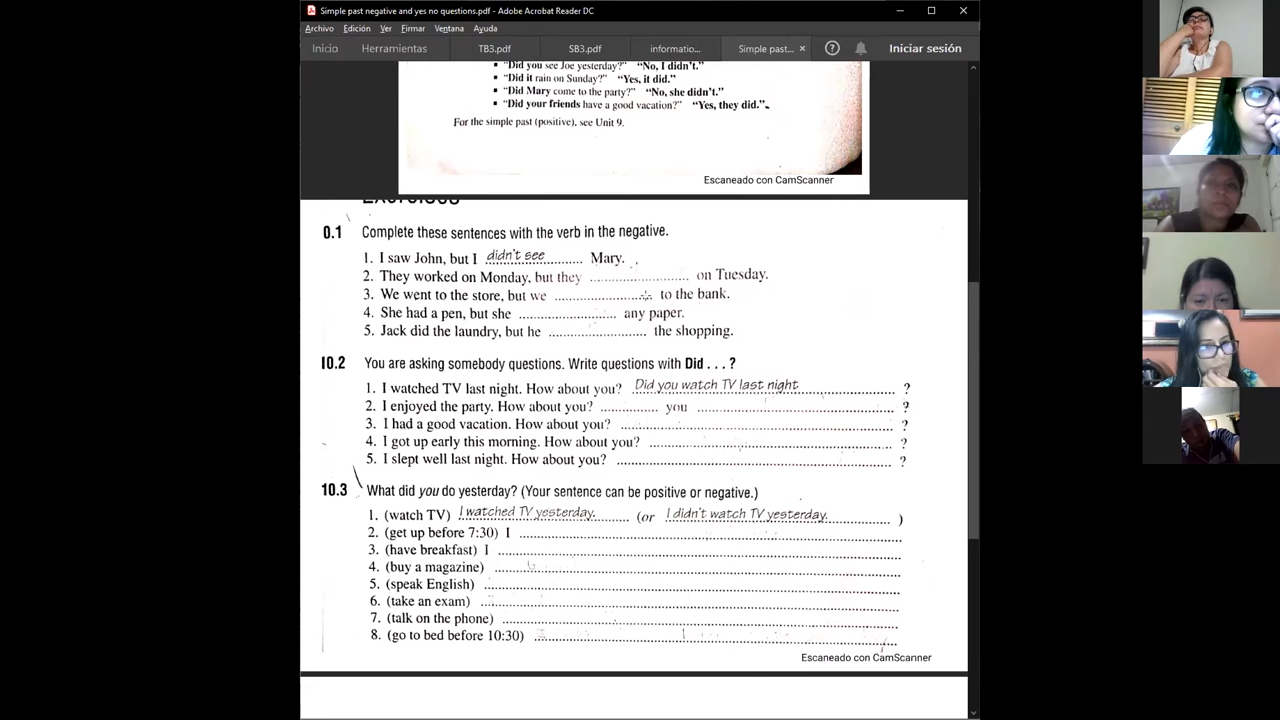 Simple past negative and yes no questions.pdf - Adobe Acrobat Reader DC
Archivo Edición Ver Firmar Ventana Ayuda
Inicio Herramientas TB3.pdf SB3.pdf informatio... Simple past... × ? Iniciar sesión
▪ "Did you see Joe yesterday?" "No, I didn't."
▪ "Did it rain on Sunday?" "Yes, it did."
▪ "Did Mary come to the party?" "No, she didn't."
▪ "Did your friends have a good vacation?" "Yes, they did."
For the simple past (positive), see Unit 9.
Escaneado con CamScanner
Exercises
0.1 Complete these sentences with the verb in the negative.
1. I saw John, but I didn't see Mary.
2. They worked on Monday, but they .................... on Tuesday.
3. We went to the store, but we .................... to the bank.
4. She had a pen, but she .................... any paper.
5. Jack did the laundry, but he .................... the shopping.
10.2 You are asking somebody questions. Write questions with Did . . . ?
1. I watched TV last night. How about you? Did you watch TV last night ?
2. I enjoyed the party. How about you? ............ you ........................................ ?
3. I had a good vacation. How about you? ........................................ ?
4. I got up early this morning. How about you? ........................................ ?
5. I slept well last night. How about you? ........................................ ?
10.3 What did you do yesterday? (Your sentence can be positive or negative.)
1. (watch TV) I watched TV yesterday. (or I didn't watch TV yesterday. )
2. (get up before 7:30) I ........................................
3. (have breakfast) I ........................................
4. (buy a magazine) ........................................
5. (speak English) ........................................
6. (take an exam) ........................................
7. (talk on the phone) ........................................
8. (go to bed before 10:30) ........................................
Escaneado con CamScanner